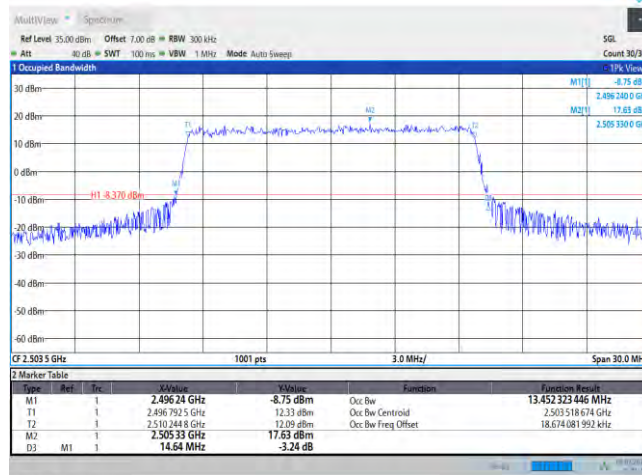 MultiView Spectrum
Ref Level 35.00 dBm Offset 7.00 dB RBW 300 kHz SGL
Att 40 dB SWT 100 ms VBW 1 MHz Mode Auto Sweep Count 30/3
1 Occupied Bandwidth 1Pk View
M1[1] -8.75 dB
2.496 240 0 G
M2[1] 17.63 dB
2.505 330 0 G
30 dBm
20 dBm
10 dBm
0 dBm
-10 dBm
-20 dBm
-30 dBm
-40 dBm
-50 dBm
-60 dBm
T1
M2
T2
M1
H1 -8.370 dBm
CF 2.503 5 GHz 1001 pts 3.0 MHz/ Span 30.0 MH
2 Marker Table
Type Ref Trc X-Value Y-Value Function Function Result
M1 1 2.496 24 GHz -8.75 dBm Occ Bw 13.452 323 446 MHz
T1 1 2.496 792 5 GHz 12.33 dBm Occ Bw Centroid 2.503 518 674 GHz
T2 1 2.510 244 8 GHz 12.09 dBm Occ Bw Freq Offset 18.674 081 992 kHz
M2 1 2.505 33 GHz 17.63 dBm
D3 M1 1 14.64 MHz -3.24 dB